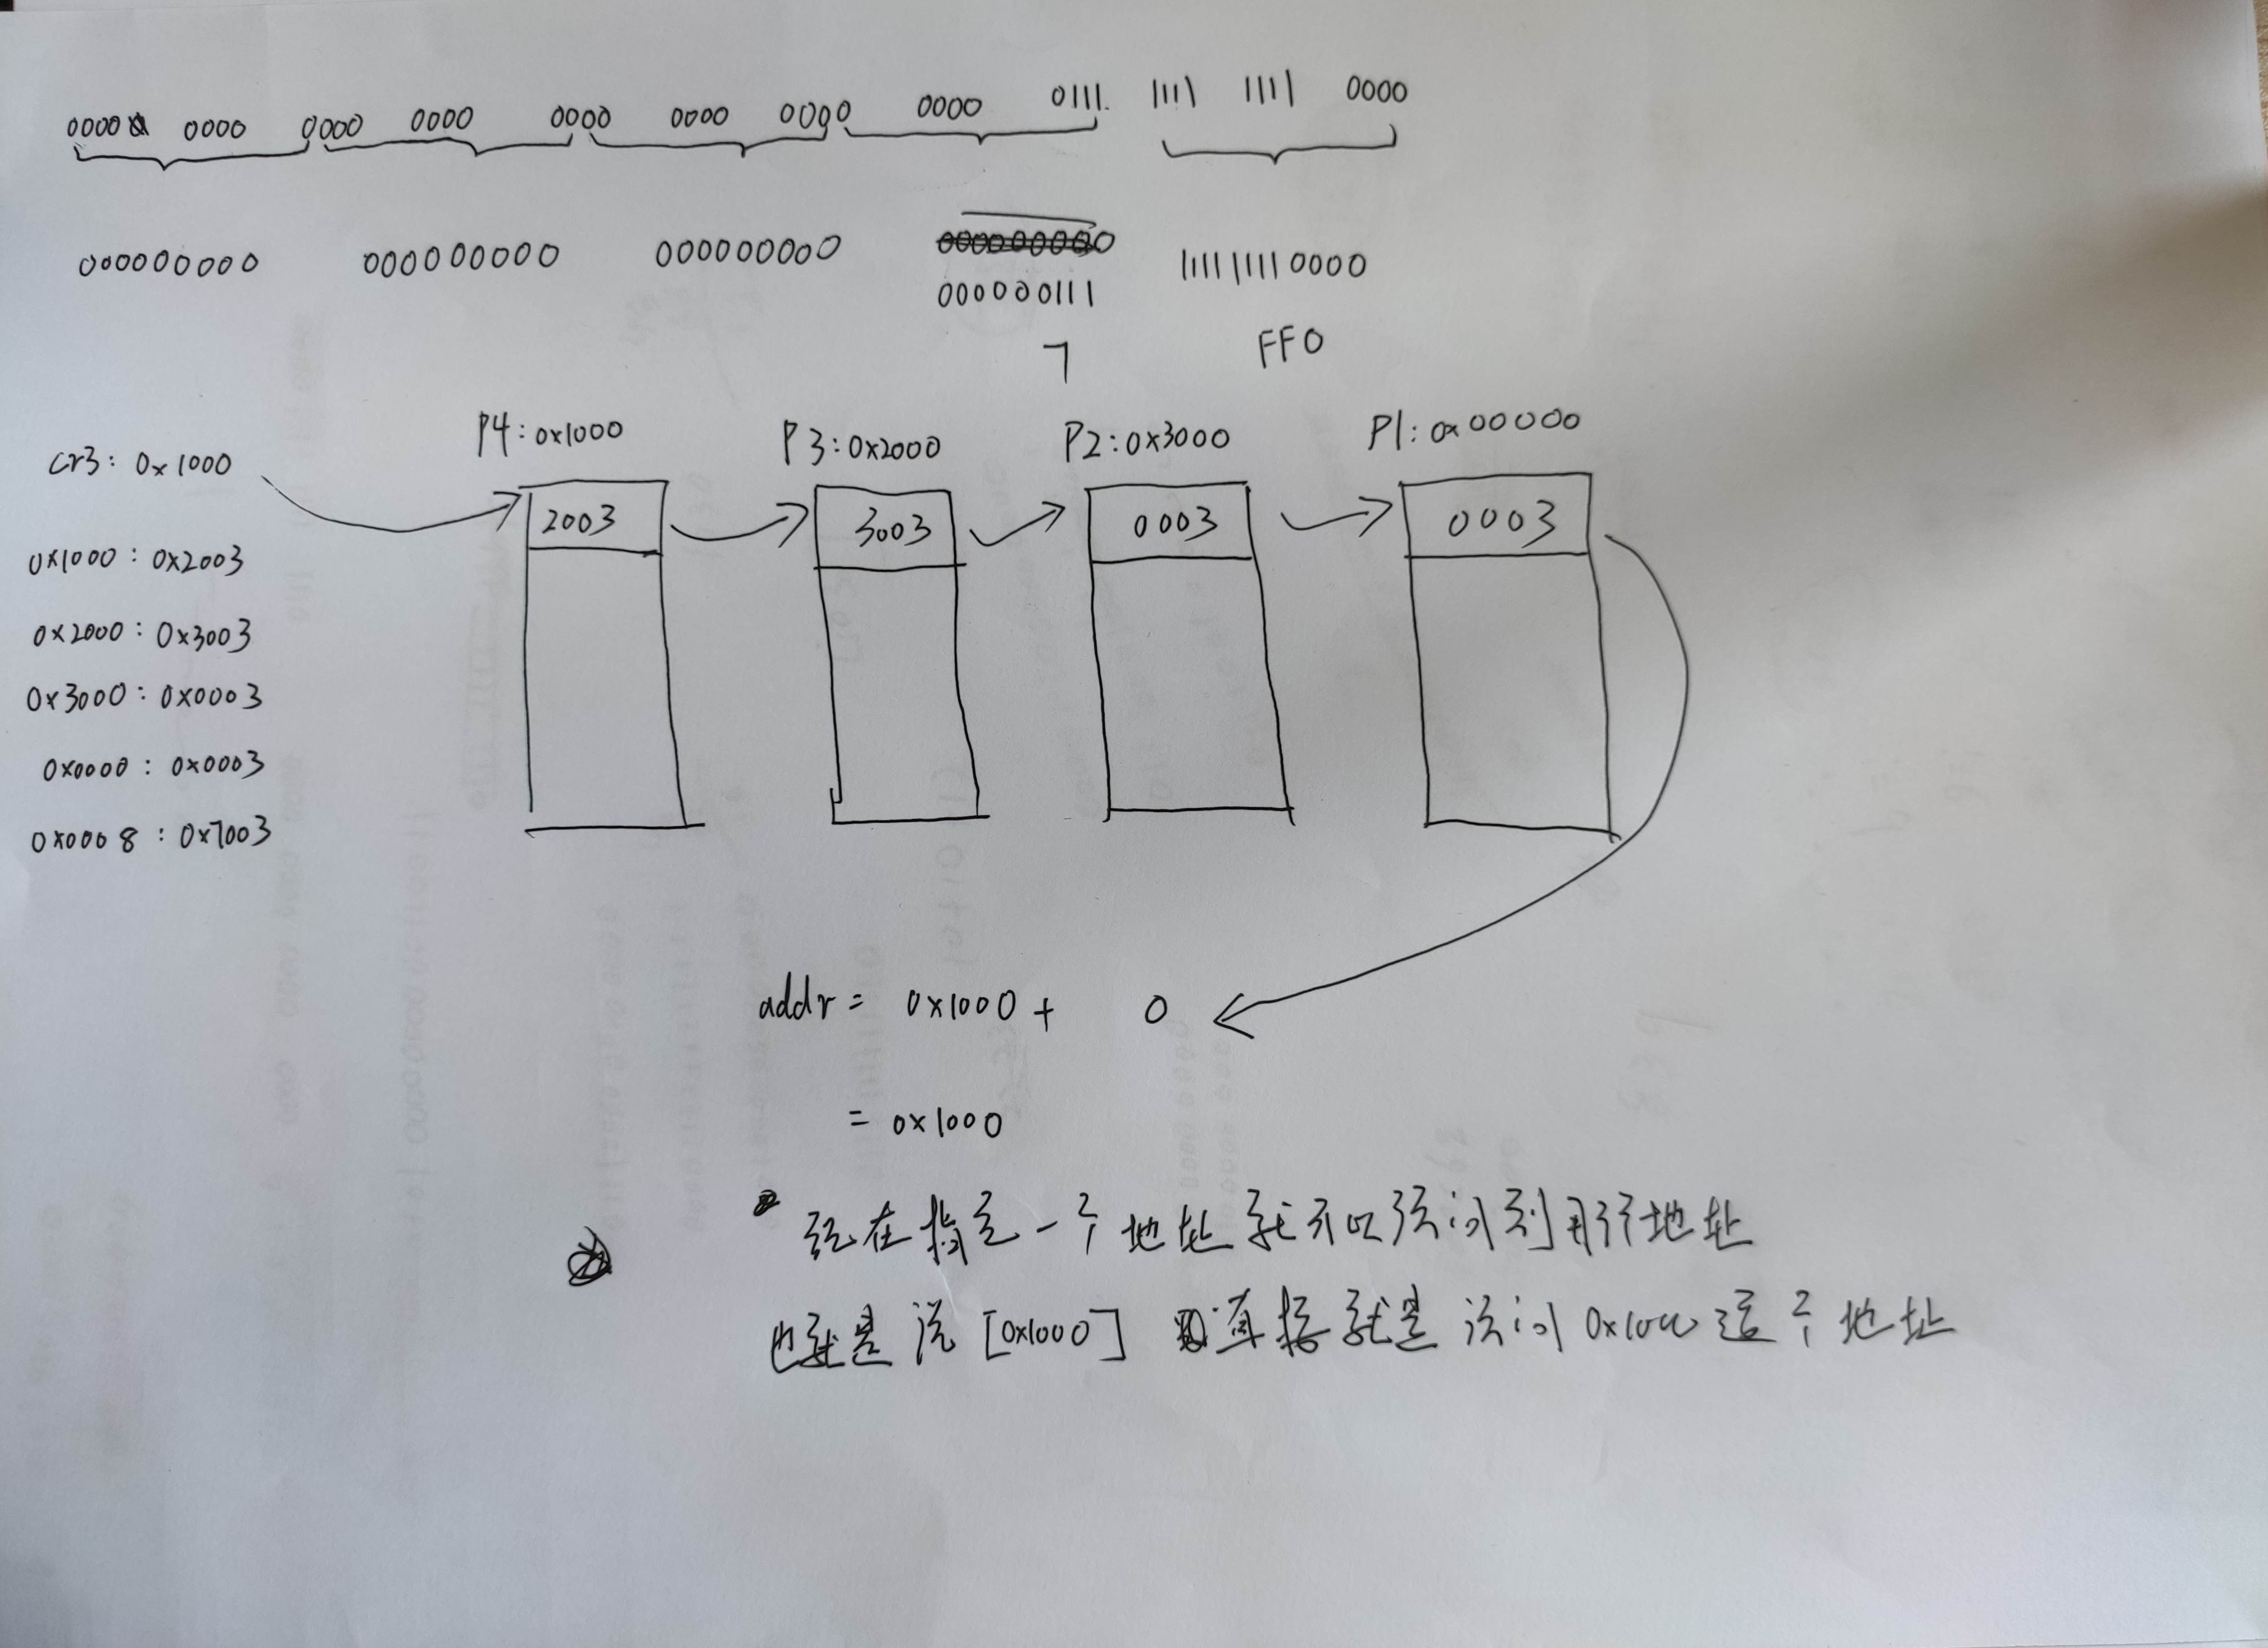 0000 0000 0000 0000 0000 0000 0000 0000 0111. 1111 1111 0000
000000000 000000000 000000000 000000111 111111110000
7 FF0
cr3: 0x1000
P4: 0x1000 P3: 0x2000 P2: 0x3000 P1: 0x00000
2003 3003 0003 0003
0x1000: 0x2003
0x2000: 0x3003
0x3000: 0x0003
0x0000: 0x0003
0x0008: 0x7003
addr = 0x1000 + 0
= 0x1000
现在指定一个地址就可以访问到那个地址
也就是说 [0x1000] 直接就是访问 0x1000 这个地址